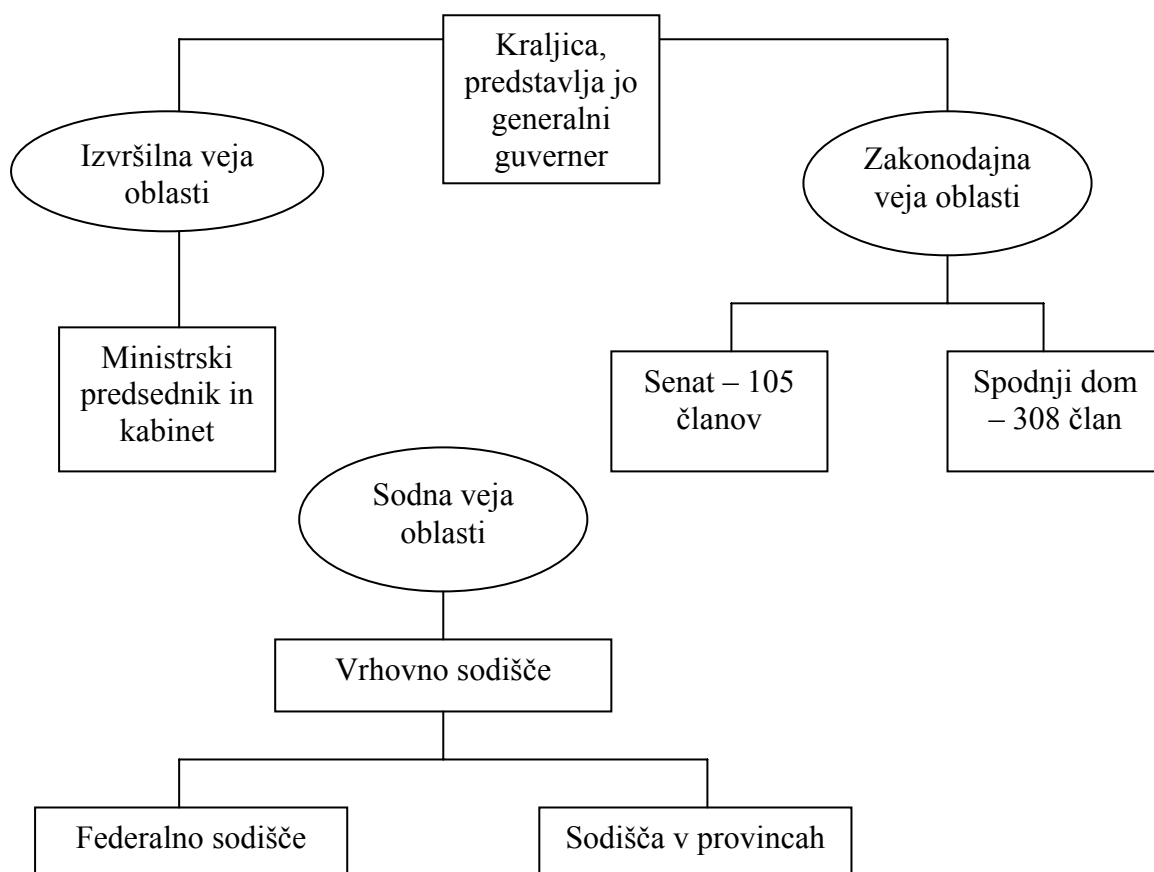 Kraljica,
predstavlja jo
generalni
guverner
Izvršilna veja
oblasti
Zakonodajna
veja oblasti
Ministrski
predsednik in
kabinet
Senat – 105
članov
Spodnji dom
– 308 član
Sodna veja
oblasti
Vrhovno sodišče
Federalno sodišče
Sodišča v provincah